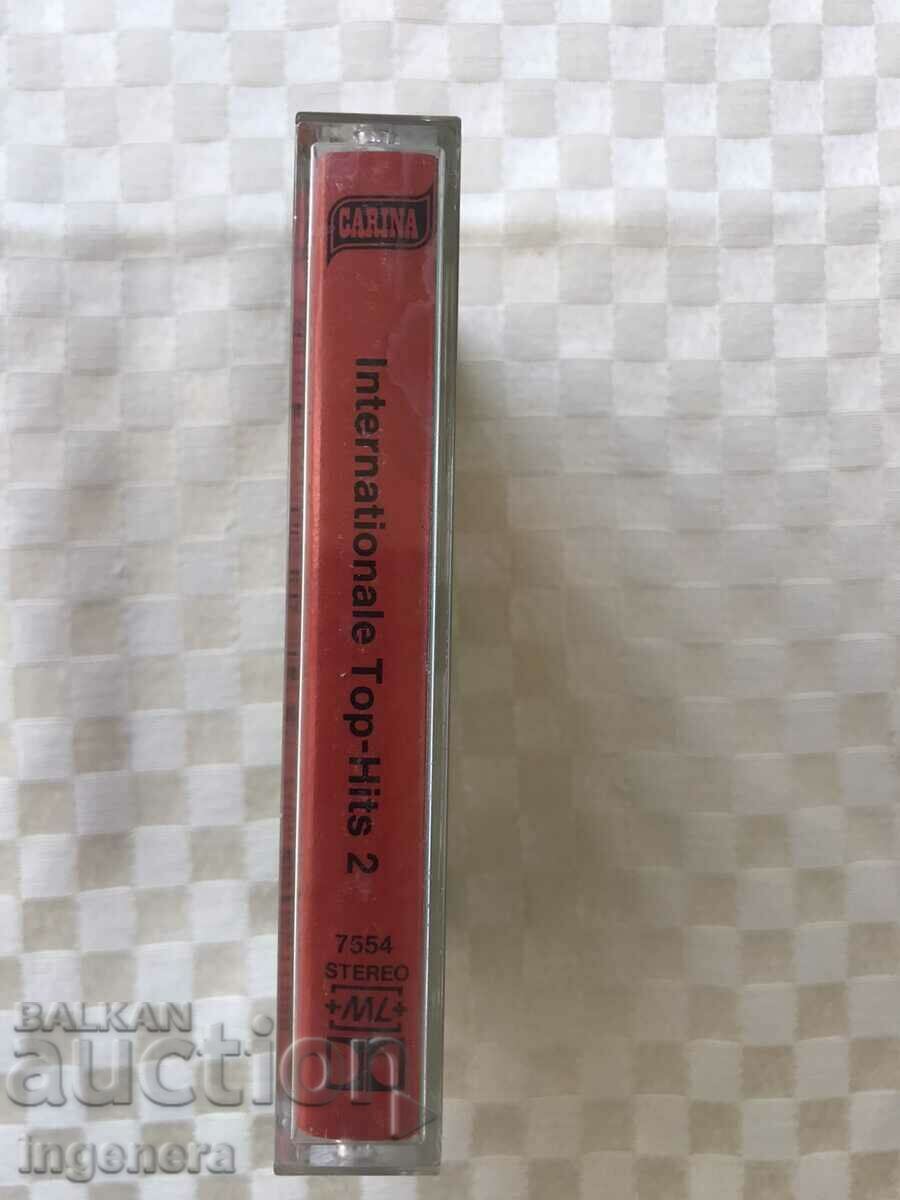 CARINA
Internationale Top-Hits 2
7554
STEREO
BALKAN
auction
ingenera